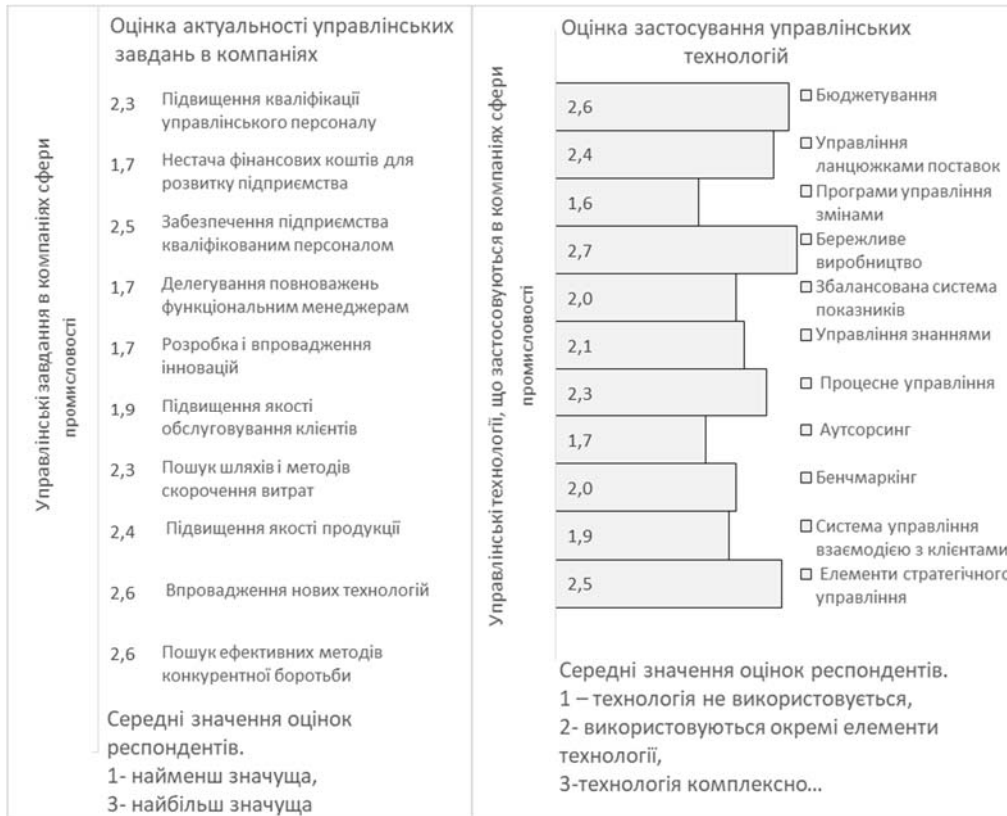 Управлінські завдання в компаніях сфери
промисловості
Оцінка актуальності управлінських
завдань в компаніях
2,3 Підвищення кваліфікації
управлінського персоналу
1,7 Нестача фінансових коштів для
розвитку підприємства
2,5 Забезпечення підприємства
кваліфікованим персоналом
1,7 Делегування повноважень
функціональним менеджерам
1,7 Розробка і впровадження
інновацій
1,9 Підвищення якості
обслуговування клієнтів
2,3 Пошук шляхів і методів
скорочення витрат
2,4 Підвищення якості продукції
2,6 Впровадження нових технологій
2,6 Пошук ефективних методів
конкурентної боротьби
Середні значення оцінок
респондентів.
1- найменш значуща,
3- найбільш значуща
Управлінські технології, що застосовуються в компаніях сфери
промисловості
Оцінка застосування управлінських
технологій
2,6 Бюджетування
2,4 Управління
ланцюжками поставок
1,6 Програми управління
змінами
2,7 Бережливе
виробництво
2,0 Збалансована система
показників
2,1 Управління знаннями
2,3 Процесне управління
1,7 Аутсорсинг
2,0 Бенчмаркінг
1,9 Система управління
взаємодією з клієнтами
2,5 Елементи стратегічного
управління
Середні значення оцінок респондентів.
1 – технологія не використовується,
2- використовуються окремі елементи
технології,
3-технологія комплексно...